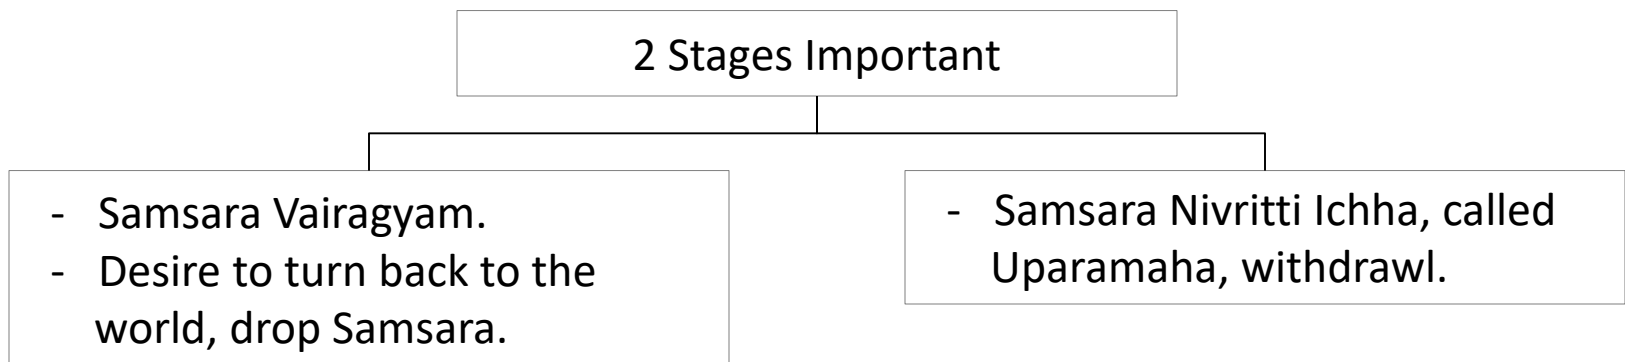 2 Stages Important
- Samsara Vairagyam.
- Desire to turn back to the
world, drop Samsara.
- Samsara Nivritti Ichha, called
Uparamaha, withdrawl.